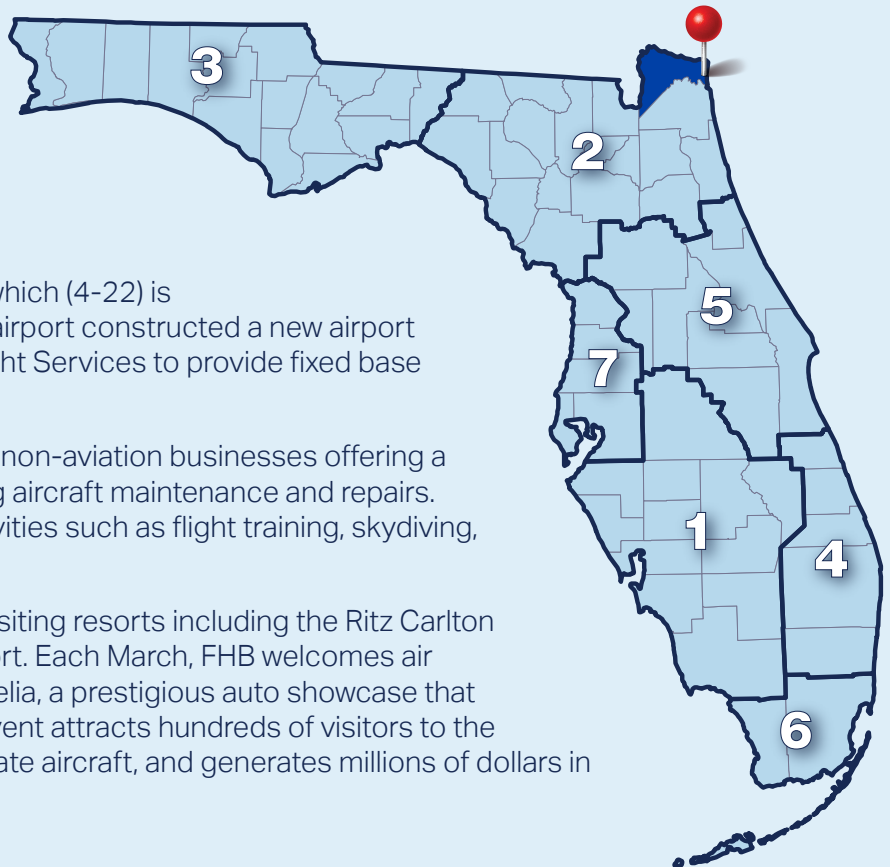 3
2
which (4-22) is
airport constructed a new airport
ht Services to provide fixed base
5
7
non-aviation businesses offering a
g aircraft maintenance and repairs.
vities such as flight training, skydiving,
1
4
siting resorts including the Ritz Carlton
ort. Each March, FHB welcomes air
elia, a prestigious auto showcase that
vent attracts hundreds of visitors to the
ate aircraft, and generates millions of dollars in
6